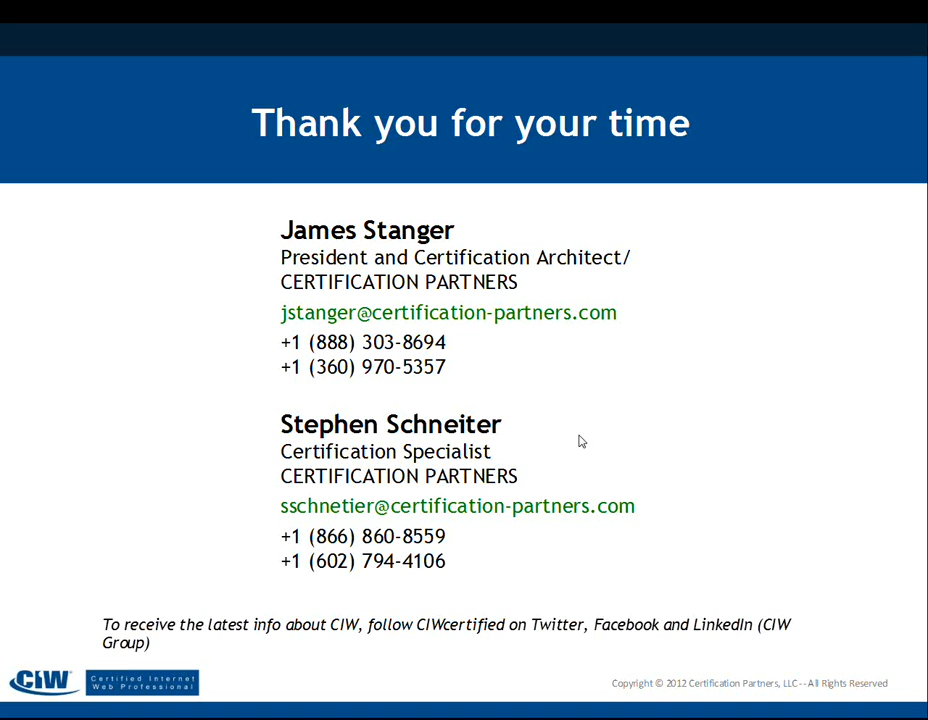 Thank you for your time
James Stanger
President and Certification Architect/
CERTIFICATION PARTNERS
jstanger@certification-partners.com
+1 (888) 303-8694
+1 (360) 970-5357
Stephen Schneiter
Certification Specialist
CERTIFICATION PARTNERS
sschnetier@certification-partners.com
+1 (866) 860-8559
+1 (602) 794-4106
To receive the latest info about CIW, follow CIWcertified on Twitter, Facebook and LinkedIn (CIW
Group)
CIW Certified Internet
Web Professional
Copyright © 2012 Certification Partners, LLC -- All Rights Reserved